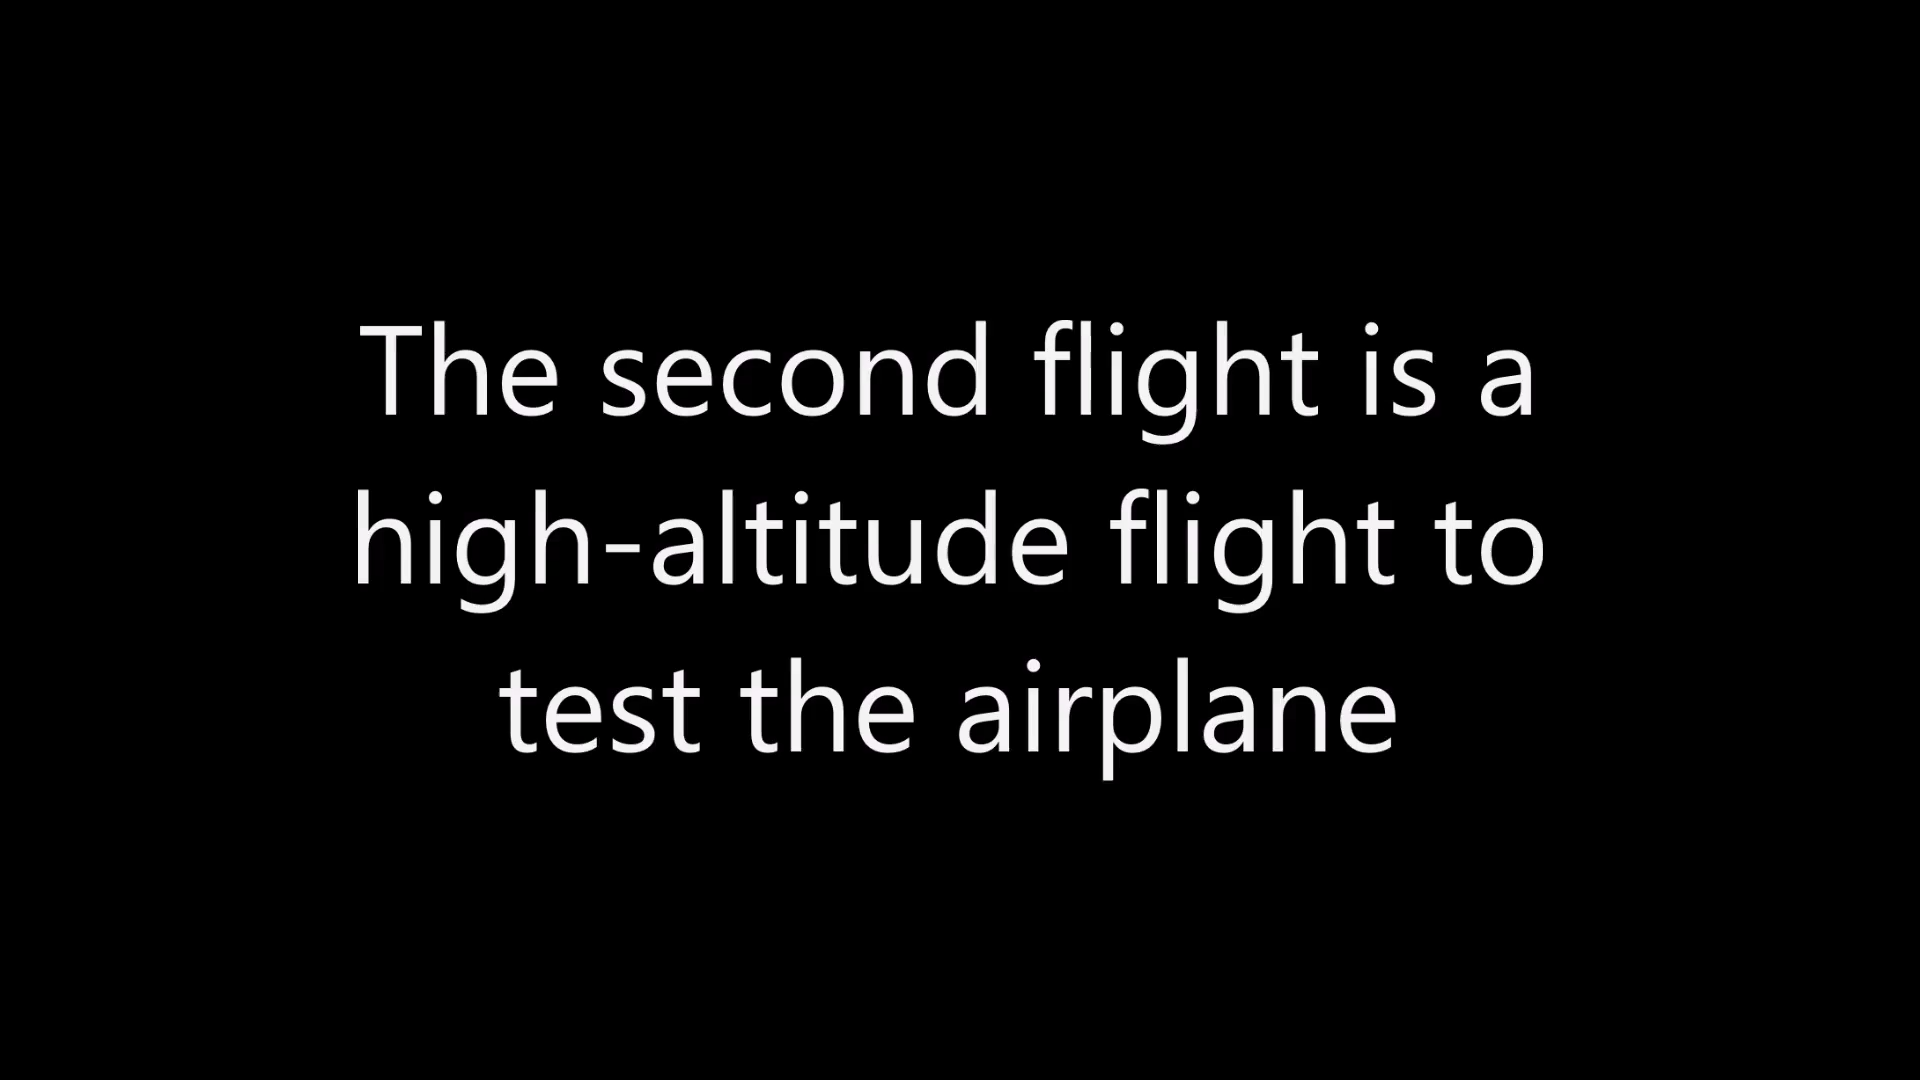 The second flight is a
high-altitude flight to
test the airplane